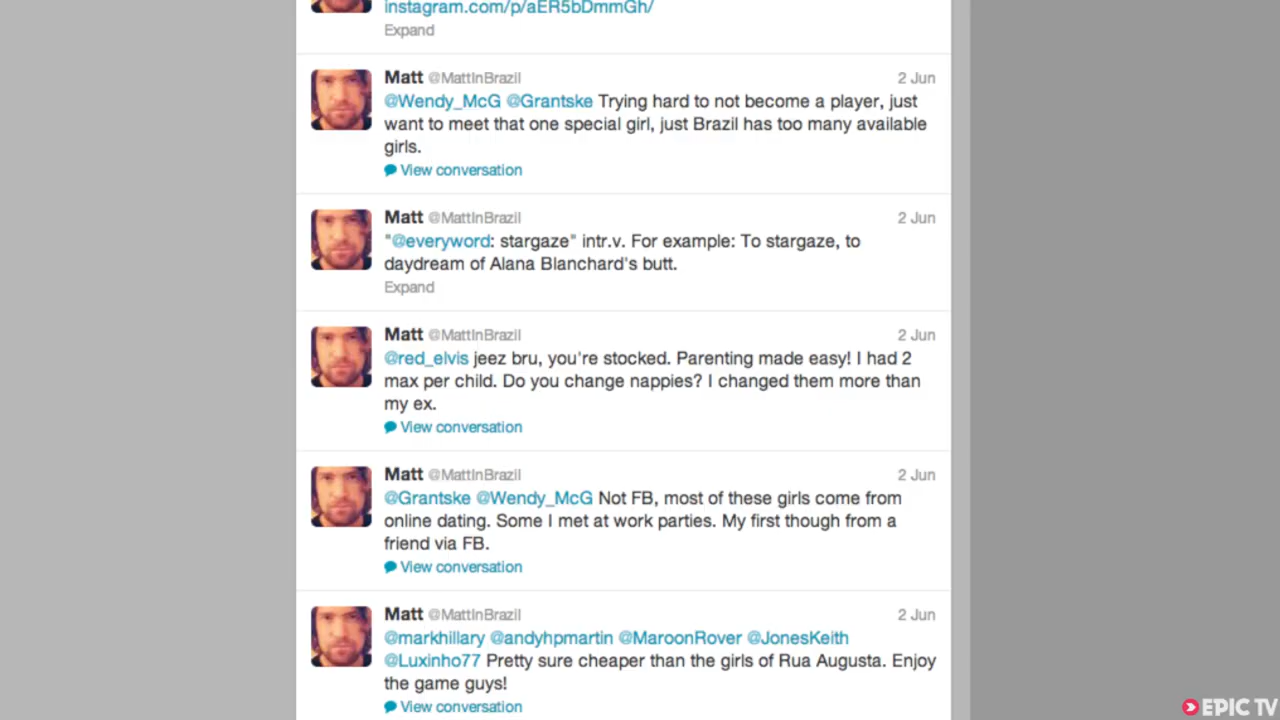 instagram.com/p/aER5bDmmGh/
Expand
Matt @MattInBrazil 2 Jun
@Wendy_McG @Grantske Trying hard to not become a player, just
want to meet that one special girl, just Brazil has too many available
girls.
View conversation
Matt @MattInBrazil 2 Jun
"@everyword: stargaze" intr.v. For example: To stargaze, to
daydream of Alana Blanchard's butt.
Expand
Matt @MattInBrazil 2 Jun
@red_elvis jeez bru, you're stocked. Parenting made easy! I had 2
max per child. Do you change nappies? I changed them more than
my ex.
View conversation
Matt @MattInBrazil 2 Jun
@Grantske @Wendy_McG Not FB, most of these girls come from
online dating. Some I met at work parties. My first though from a
friend via FB.
View conversation
Matt @MattInBrazil 2 Jun
@markhillary @andyhpmartin @MaroonRover @JonesKeith
@Luxinho77 Pretty sure cheaper than the girls of Rua Augusta. Enjoy
the game guys!
View conversation
EPIC TV